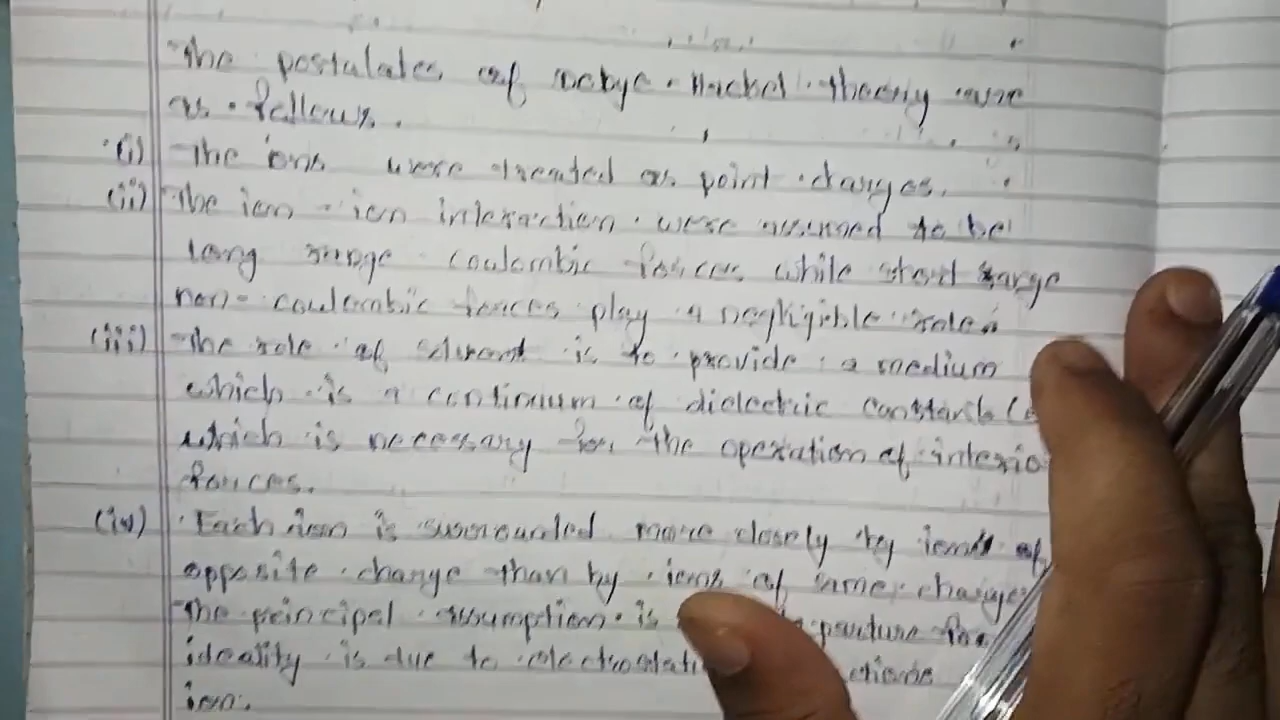 The postulates of Debye-Huckel theory are
as follows.
(i) The ions were treated as point charges.
(ii) The ion-ion interaction were assumed to be
long range coulombic forces while short range
non-coulombic forces play a negligible role.
(iii) The role of solvent is to provide a medium
which is a continuum of dielectric constant (
which is necessary for the operation of interio
forces.
(iv) Each ion is surrounded more closely by ions of
opposite charge than by ions of same charge
The principal assumption is parture for
ideality is due to electrostati ctions
ion.